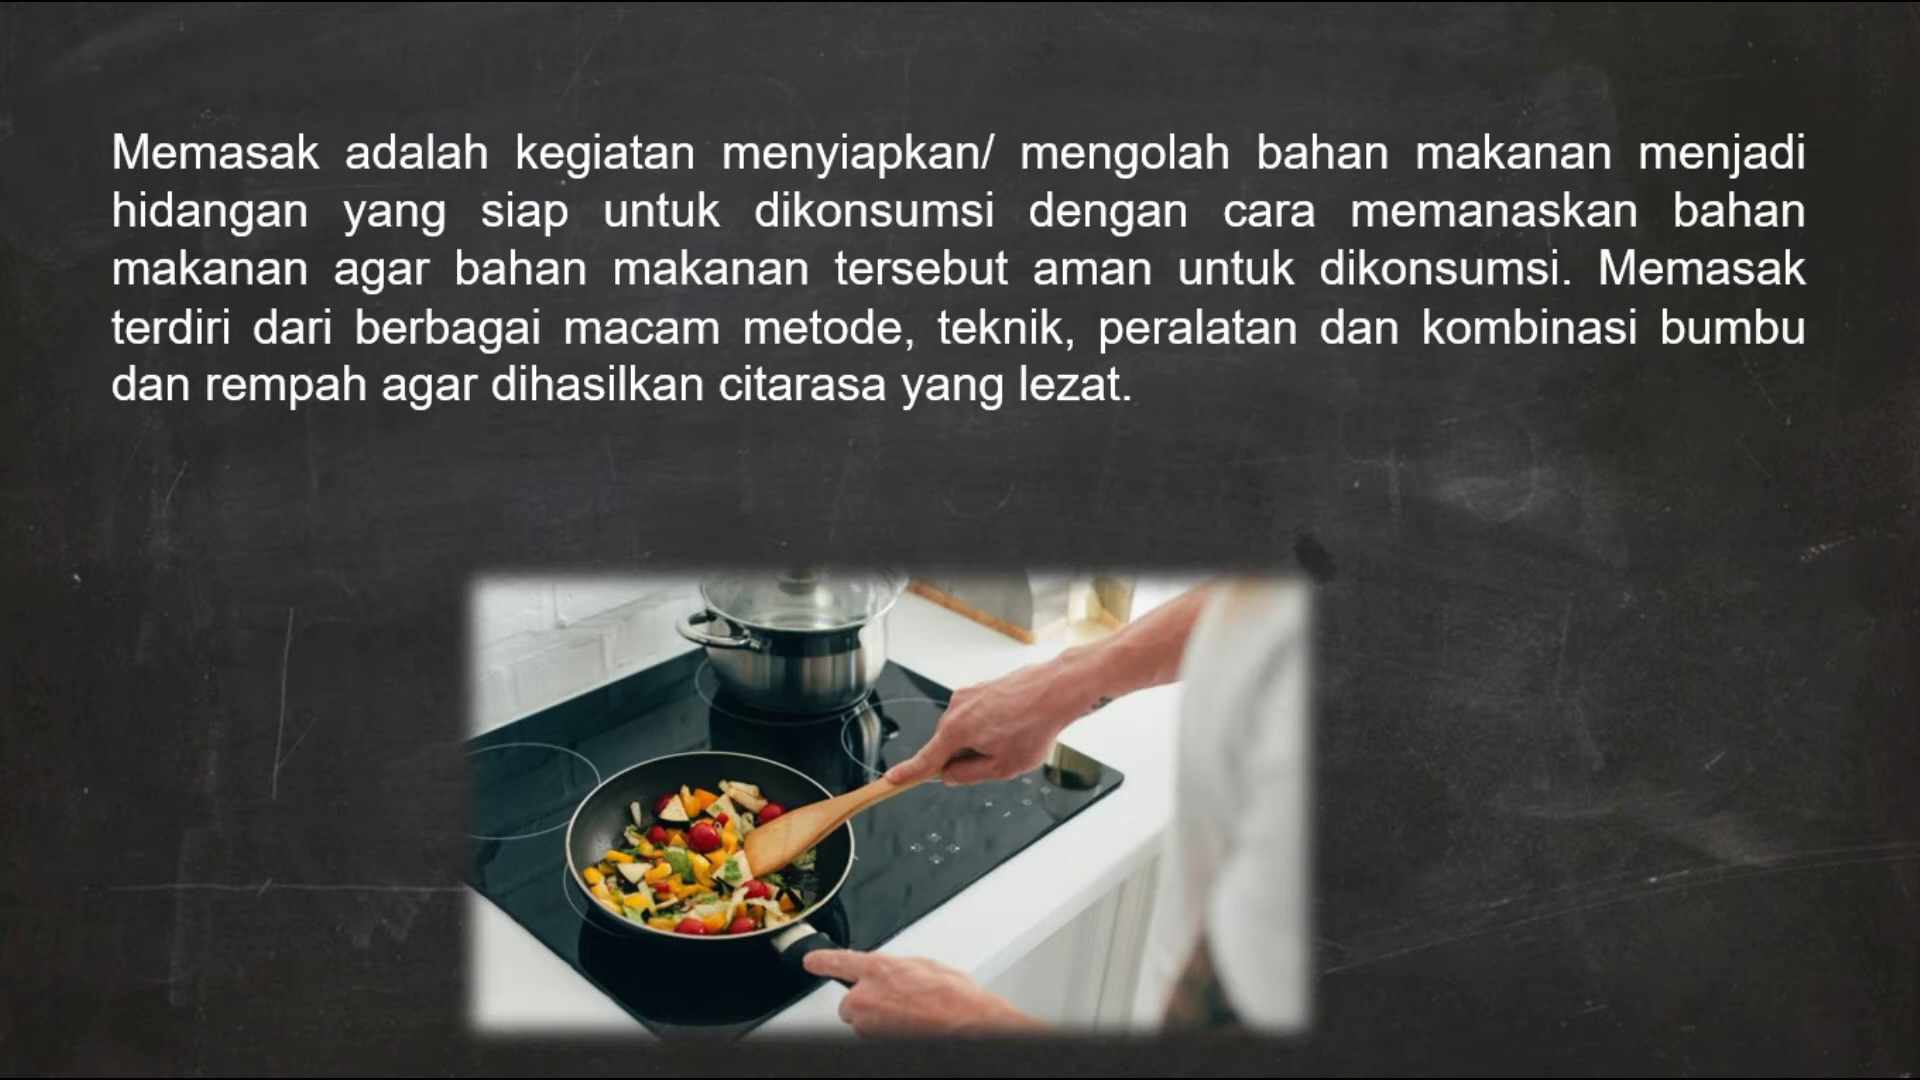 Memasak adalah kegiatan menyiapkan/ mengolah bahan makanan menjadi
hidangan yang siap untuk dikonsumsi dengan cara memanaskan bahan
makanan agar bahan makanan tersebut aman untuk dikonsumsi. Memasak
terdiri dari berbagai macam metode, teknik, peralatan dan kombinasi bumbu
dan rempah agar dihasilkan citarasa yang lezat.